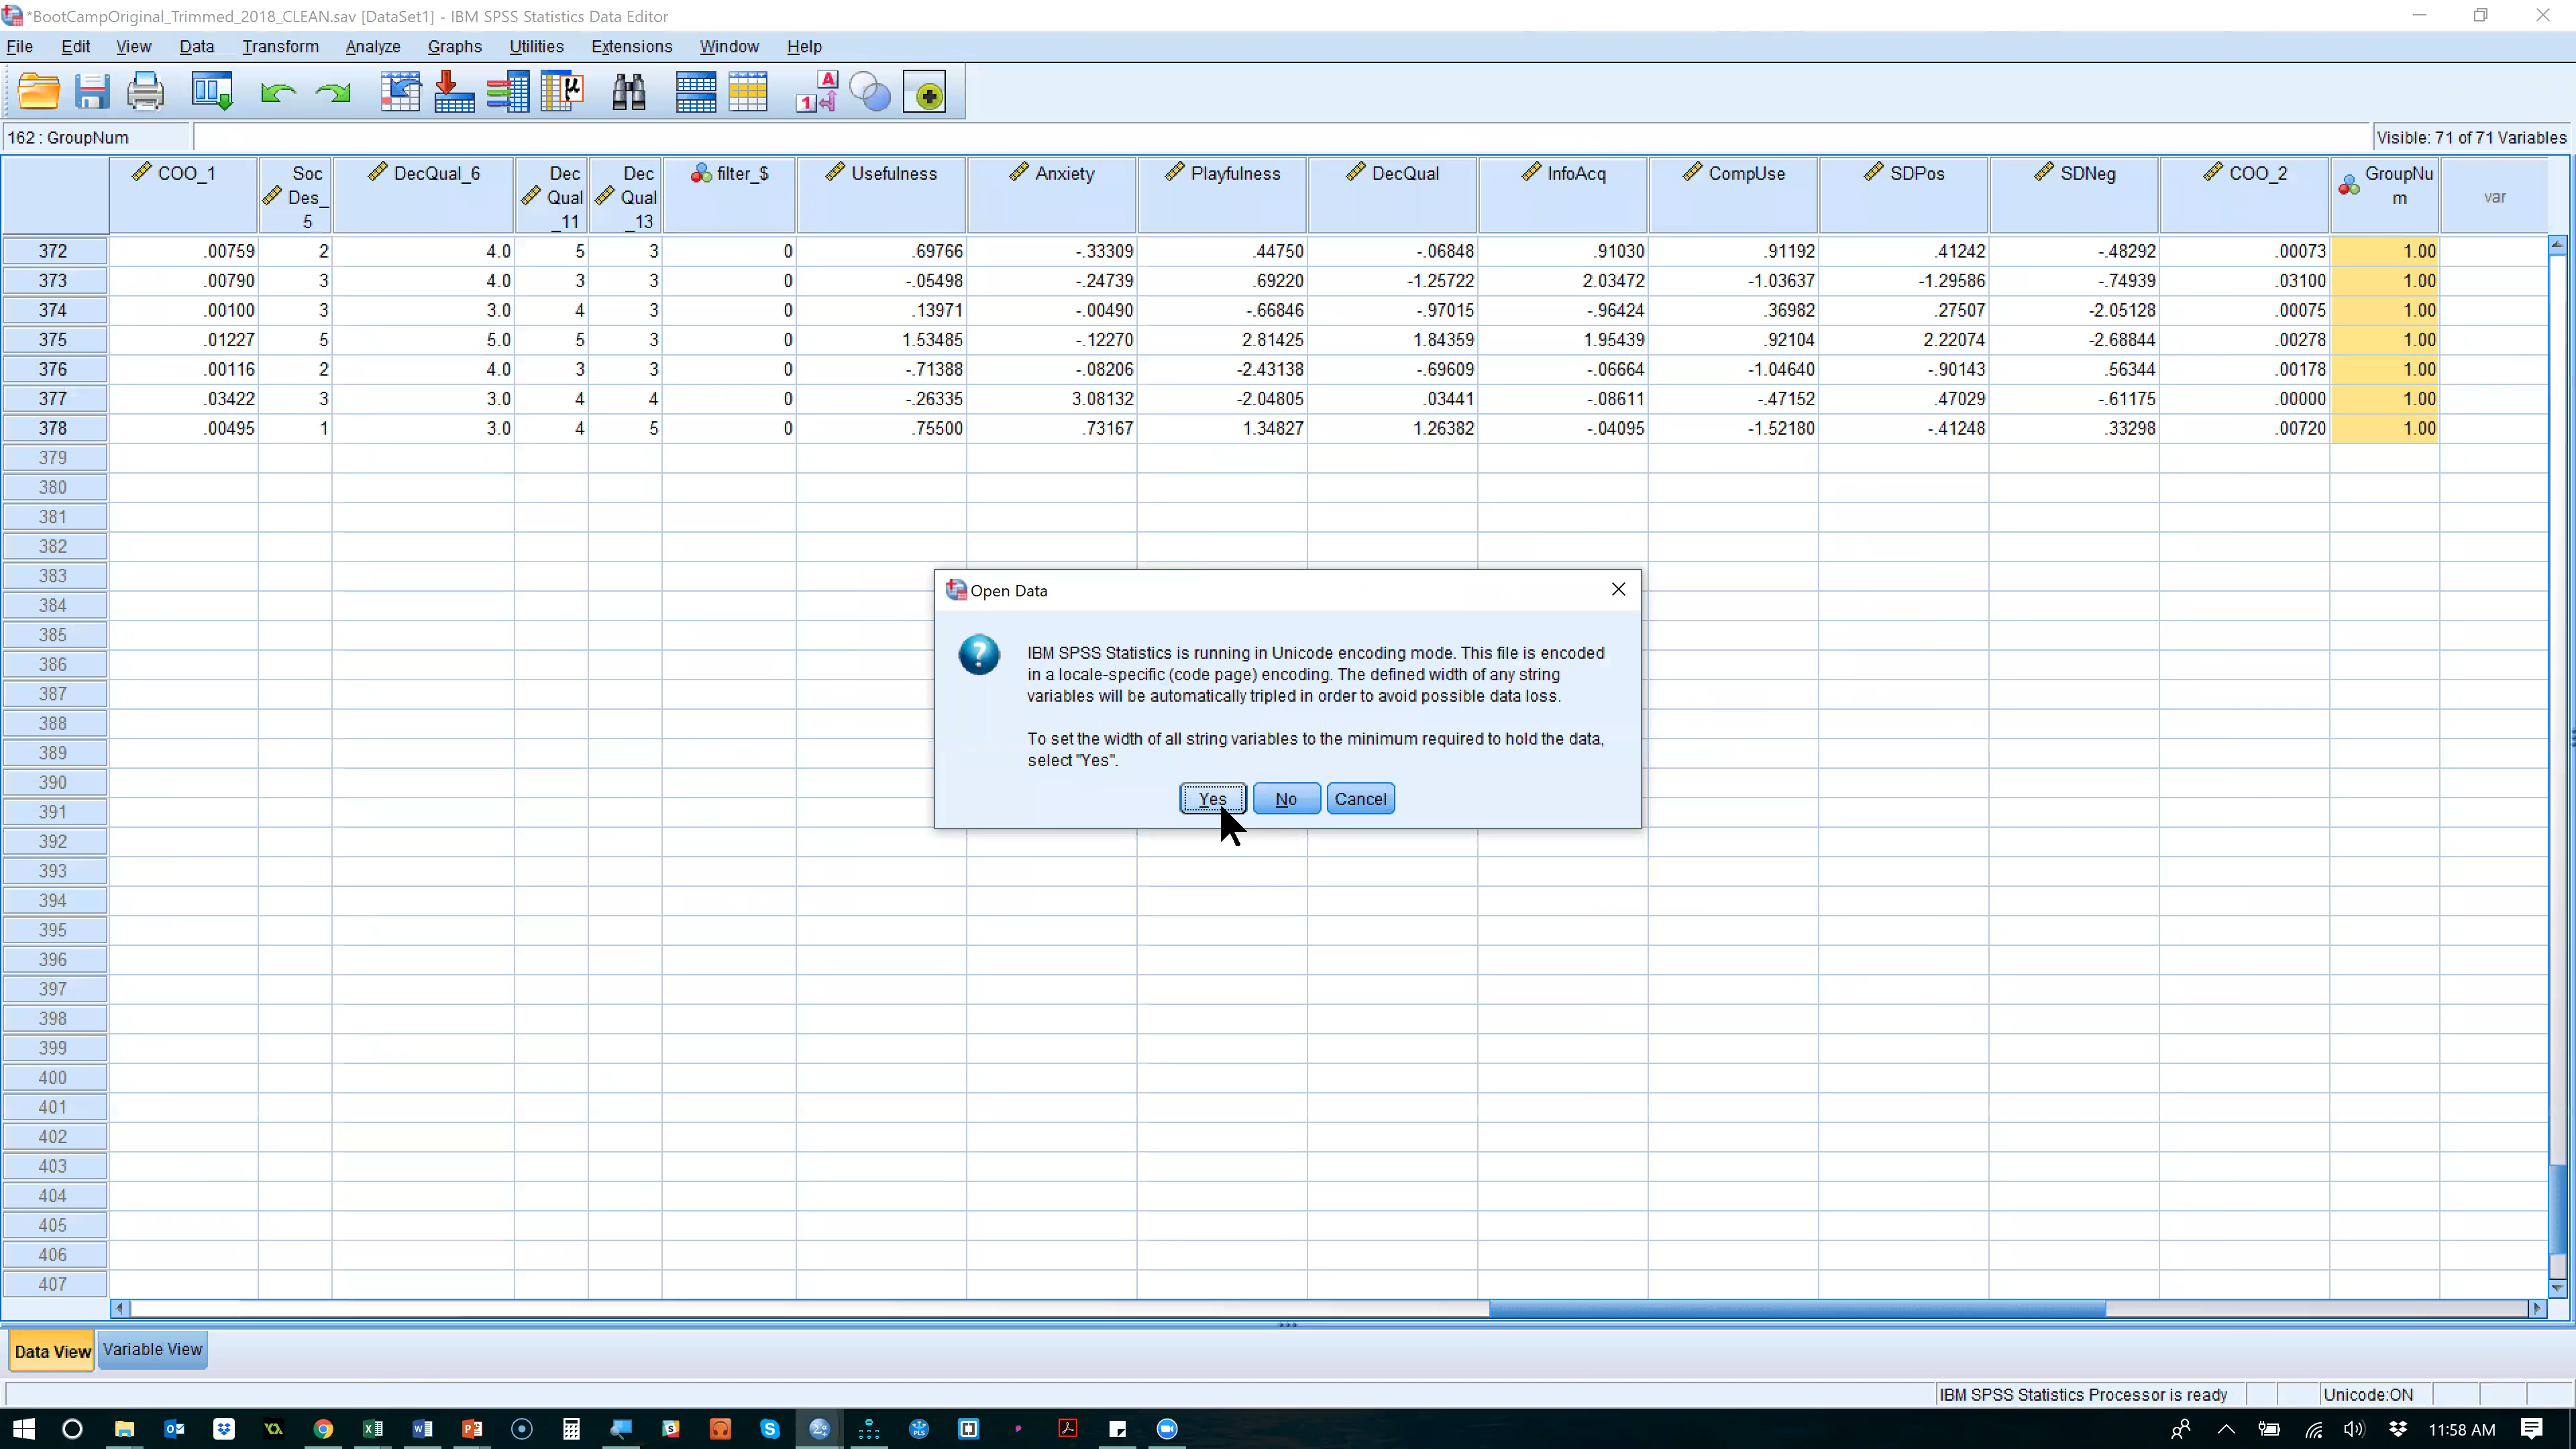 *BootCampOriginal_Trimmed_2018_CLEAN.sav [DataSet1] - IBM SPSS Statistics Data Editor
File Edit View Data Transform Analyze Graphs Utilities Extensions Window Help
162 : GroupNum Visible: 71 of 71 Variables
COO_1 Soc Des_ 5 DecQual_6 Dec Qual _11 Dec Qual _13 filter_$ Usefulness Anxiety Playfulness DecQual InfoAcq CompUse SDPos SDNeg COO_2 GroupNu m var
372 .00759 2 4.0 5 3 0 .69766 -.33309 .44750 -.06848 .91030 .91192 .41242 -.48292 .00073 1.00
373 .00790 3 4.0 3 3 0 -.05498 -.24739 .69220 -1.25722 2.03472 -1.03637 -1.29586 -.74939 .03100 1.00
374 .00100 3 3.0 4 3 0 .13971 -.00490 -.66846 -.97015 -.96424 .36982 .27507 -2.05128 .00075 1.00
375 .01227 5 5.0 5 3 0 1.53485 -.12270 2.81425 1.84359 1.95439 .92104 2.22074 -2.68844 .00278 1.00
376 .00116 2 4.0 3 3 0 -.71388 -.08206 -2.43138 -.69609 -.06664 -1.04640 -.90143 .56344 .00178 1.00
377 .03422 3 3.0 4 4 0 -.26335 3.08132 -2.04805 .03441 -.08611 -.47152 .47029 -.61175 .00000 1.00
378 .00495 1 3.0 4 5 0 .75500 .73167 1.34827 1.26382 -.04095 -1.52180 -.41248 .33298 .00720 1.00
379
380
381
382
383
384
385
386
387
388
389
390
391
392
393
394
395
396
397
398
399
400
401
402
403
404
405
406
407
Open Data
IBM SPSS Statistics is running in Unicode encoding mode. This file is encoded
in a locale-specific (code page) encoding. The defined width of any string
variables will be automatically tripled in order to avoid possible data loss.
To set the width of all string variables to the minimum required to hold the data,
select "Yes".
Yes No Cancel
Data View Variable View
IBM SPSS Statistics Processor is ready Unicode:ON
11:58 AM